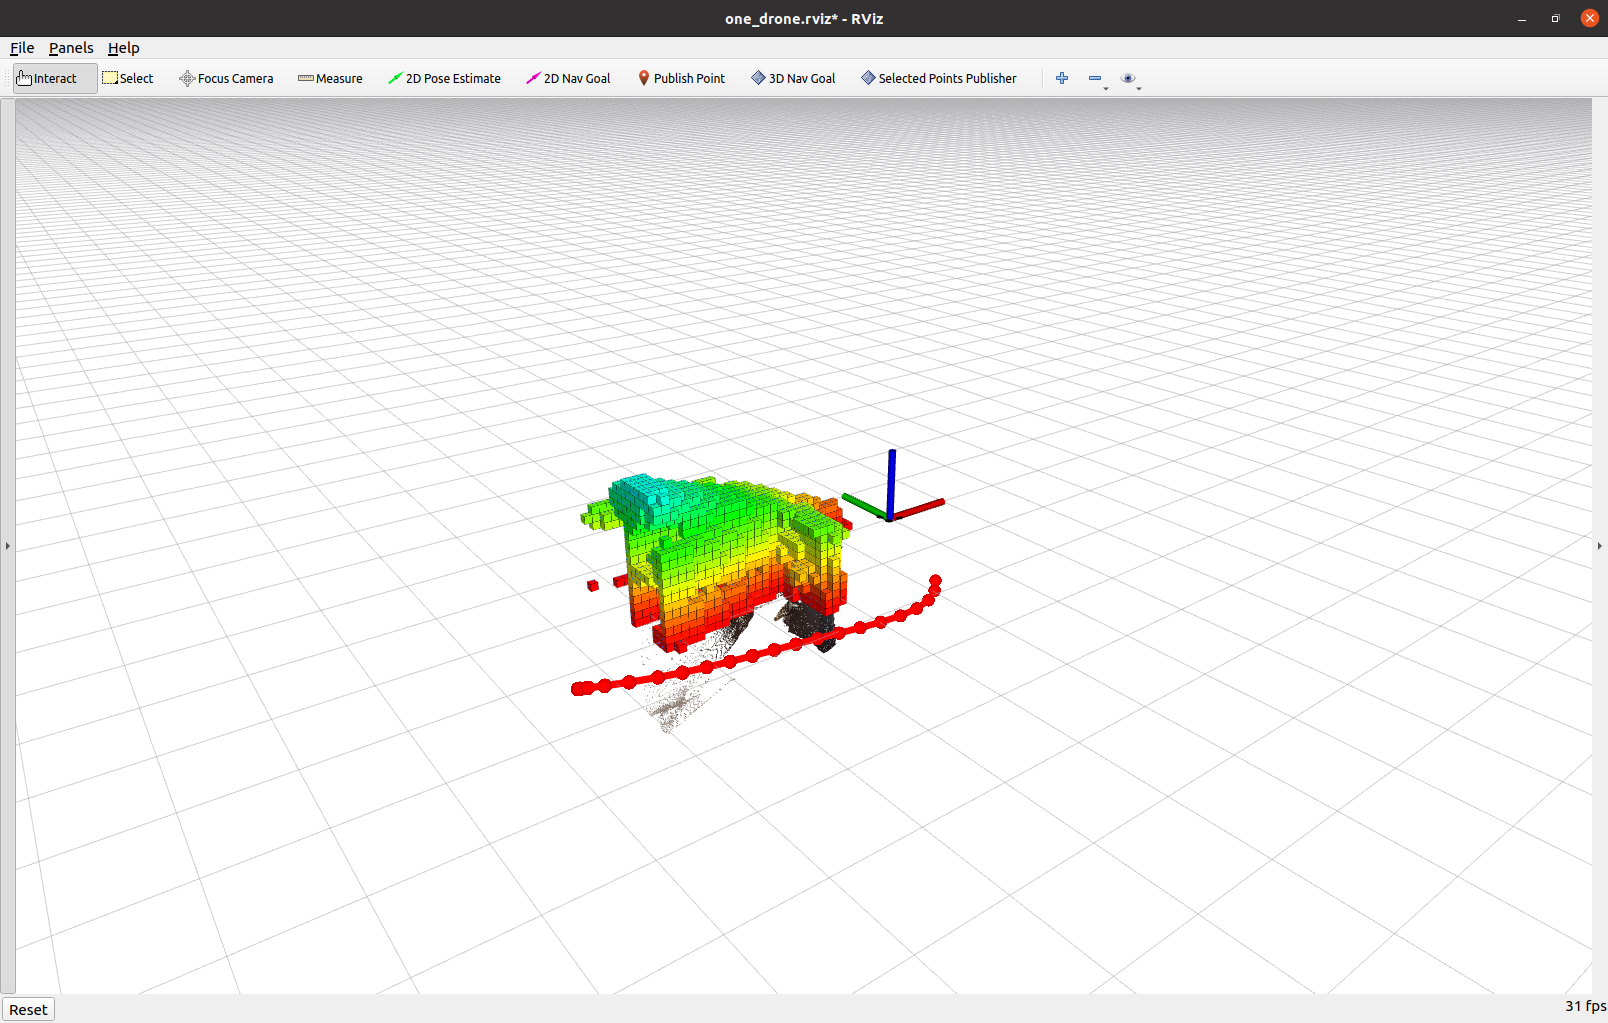 one_drone.rviz* - RViz
File Panels Help
Interact Select Focus Camera Measure 2D Pose Estimate 2D Nav Goal Publish Point 3D Nav Goal Selected Points Publisher
Reset
31 fps